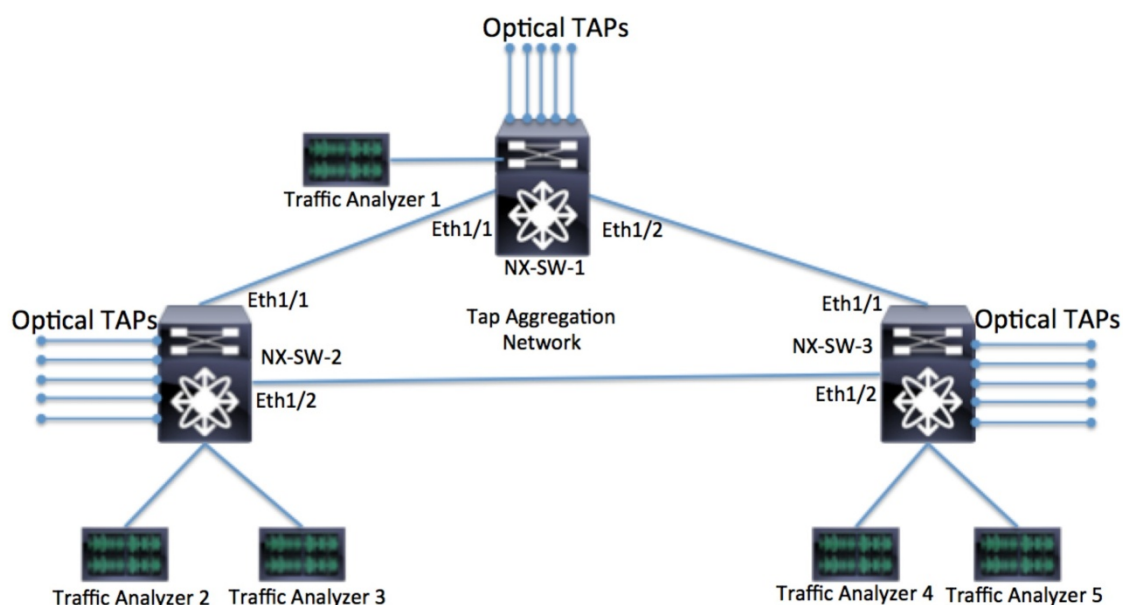 Optical TAPs
Traffic Analyzer 1
Eth1/1
Eth1/2
NX-SW-1
Eth1/1
Eth1/1
Optical TAPs
Tap Aggregation
Network
Optical TAPs
NX-SW-2
NX-SW-3
Eth1/2
Eth1/2
Traffic Analyzer 2
Traffic Analyzer 3
Traffic Analyzer 4
Traffic Analyzer 5